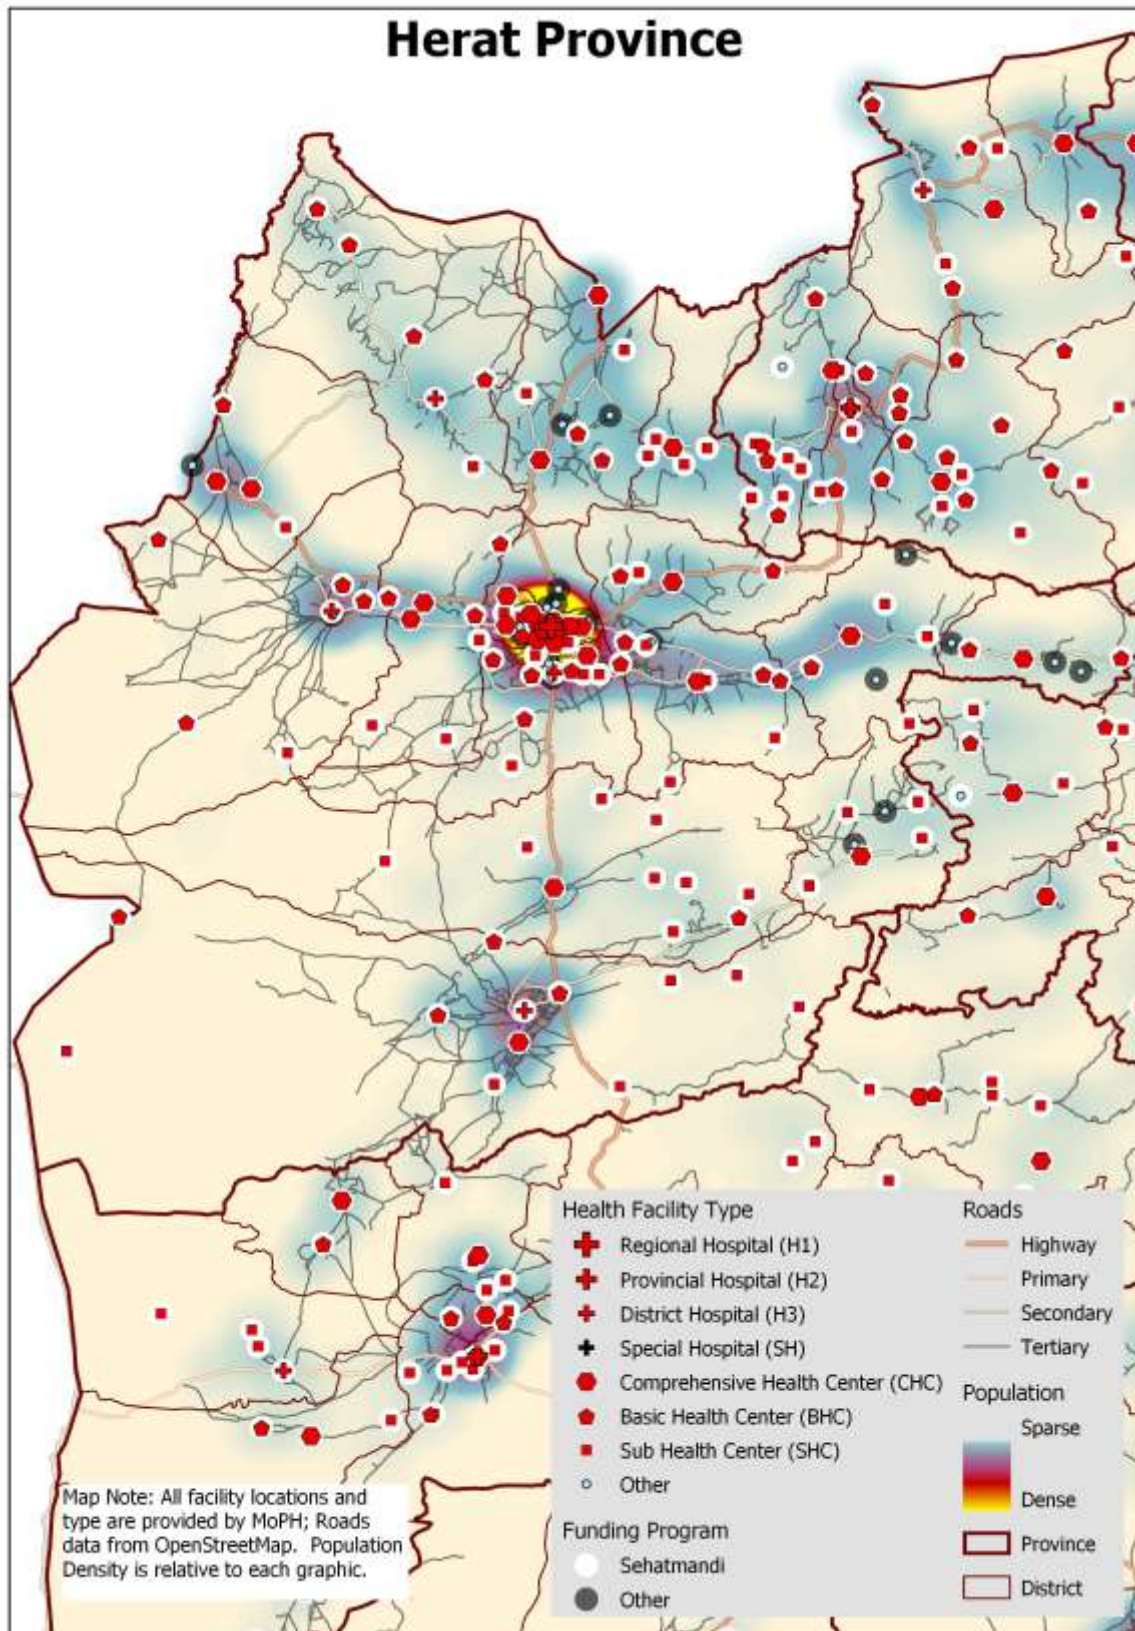 Herat Province
Health Facility Type
Regional Hospital (H1)
Provincial Hospital (H2)
District Hospital (H3)
Special Hospital (SH)
Comprehensive Health Center (CHC)
Basic Health Center (BHC)
Sub Health Center (SHC)
Other
Funding Program
Sehatmandi
Other
Roads
Highway
Primary
Secondary
Tertiary
Population
Sparse
Dense
Province
District
Map Note: All facility locations and
type are provided by MoPH; Roads
data from OpenStreetMap. Population
Density is relative to each graphic.